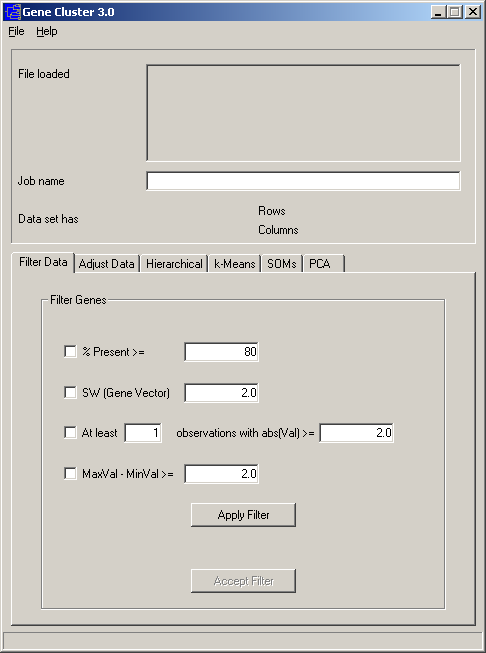 Gene Cluster 3.0
File Help
File loaded
Job name
Data set has
Rows
Columns
Filter Data Adjust Data Hierarchical k-Means SOMs PCA
Filter Genes
% Present >= 80
SW (Gene Vector) 2.0
At least 1 observations with abs(Val) >= 2.0
MaxVal - MinVal >= 2.0
Apply Filter
Accept Filter